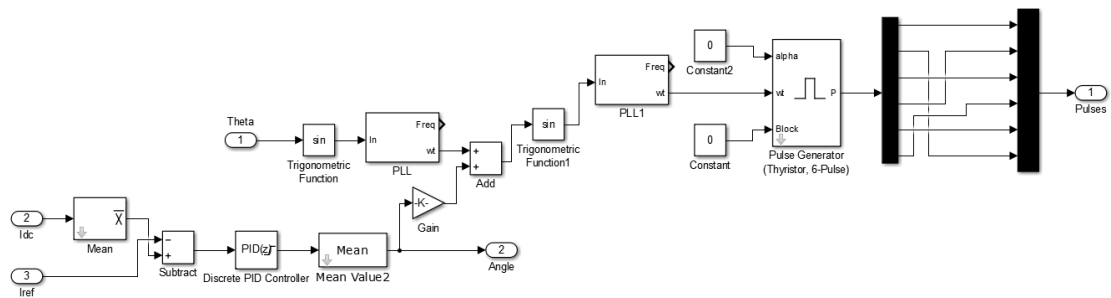 Theta
1
sin
Trigonometric
Function
In
Freq
wt
PLL
+
+
Add
sin
Trigonometric
Function1
In
Freq
wt
PLL1
0
Constant2
0
Constant
alpha
wt
Block
P
Pulse Generator
(Thyristor, 6-Pulse)
1
Pulses
2
Idc
X
Mean
3
Iref
−
+
Subtract
PID(z)
Discrete PID Controller
Mean
Mean Value2
-K-
Gain
2
Angle